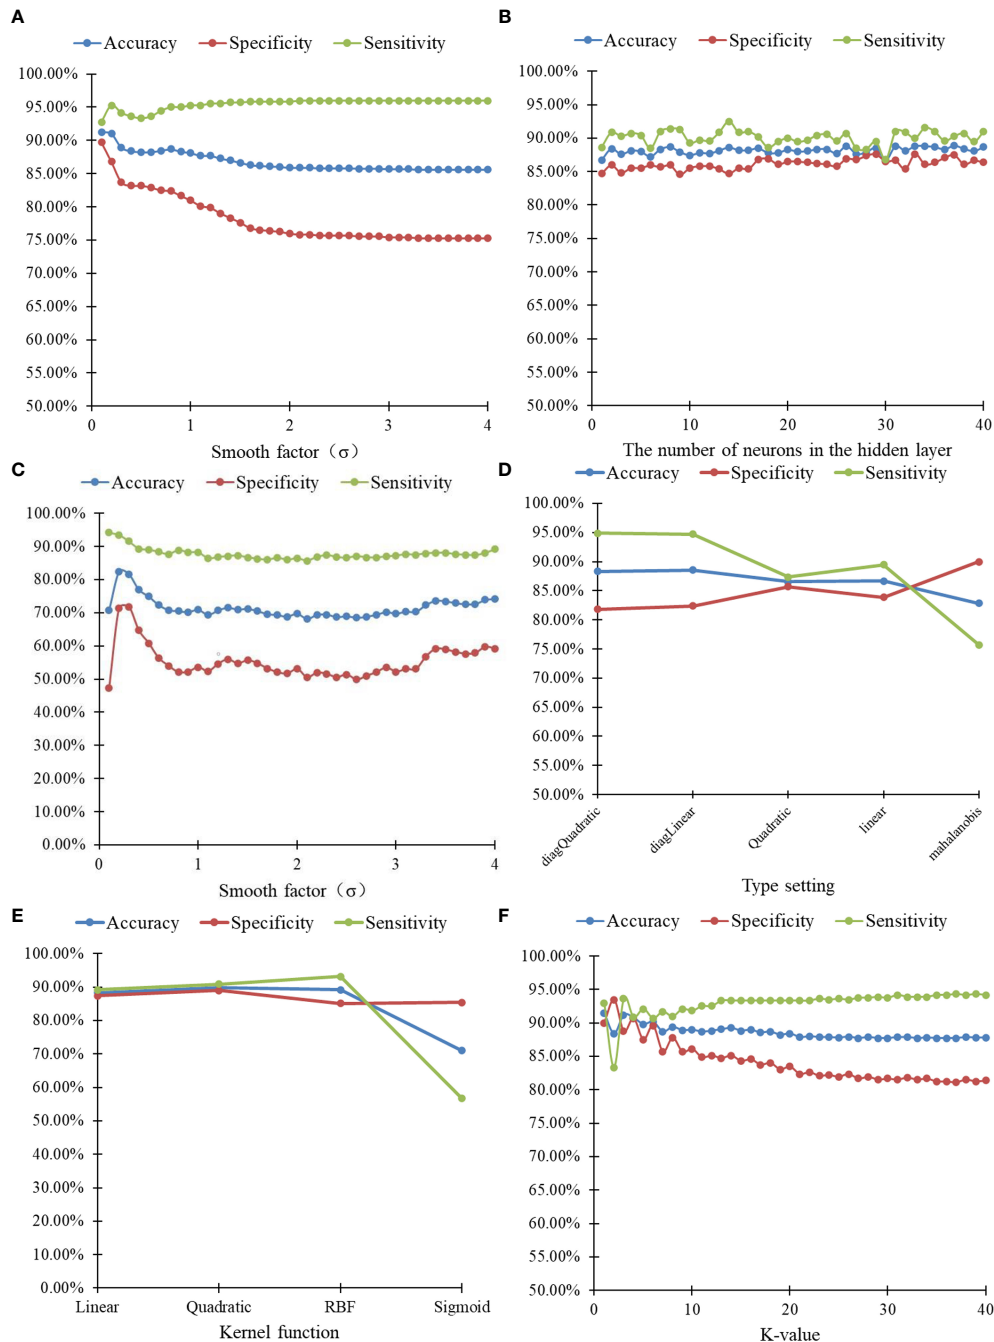 A
Accuracy Specificity Sensitivity
100.00%
95.00%
90.00%
85.00%
80.00%
75.00%
70.00%
65.00%
60.00%
55.00%
50.00%
0 1 2 3 4
Smooth factor（σ）
B
Accuracy Specificity Sensitivity
100.00%
95.00%
90.00%
85.00%
80.00%
75.00%
70.00%
65.00%
60.00%
55.00%
50.00%
0 10 20 30 40
The number of neurons in the hidden layer
C
Accuracy Specificity Sensitivity
100.00%
90.00%
80.00%
70.00%
60.00%
50.00%
40.00%
30.00%
20.00%
10.00%
0.00%
0 1 2 3 4
Smooth factor（σ）
D
Accuracy Specificity Sensitivity
100.00%
95.00%
90.00%
85.00%
80.00%
75.00%
70.00%
65.00%
60.00%
55.00%
50.00%
diagQuadratic diagLinear Quadratic linear mahalanobis
Type setting
E
Accuracy Specificity Sensitivity
100.00%
90.00%
80.00%
70.00%
60.00%
50.00%
40.00%
30.00%
20.00%
10.00%
0.00%
Linear Quadratic RBF Sigmoid
Kernel function
F
Accuracy Specificity Sensitivity
100.00%
95.00%
90.00%
85.00%
80.00%
75.00%
70.00%
65.00%
60.00%
55.00%
50.00%
0 10 20 30 40
K-value